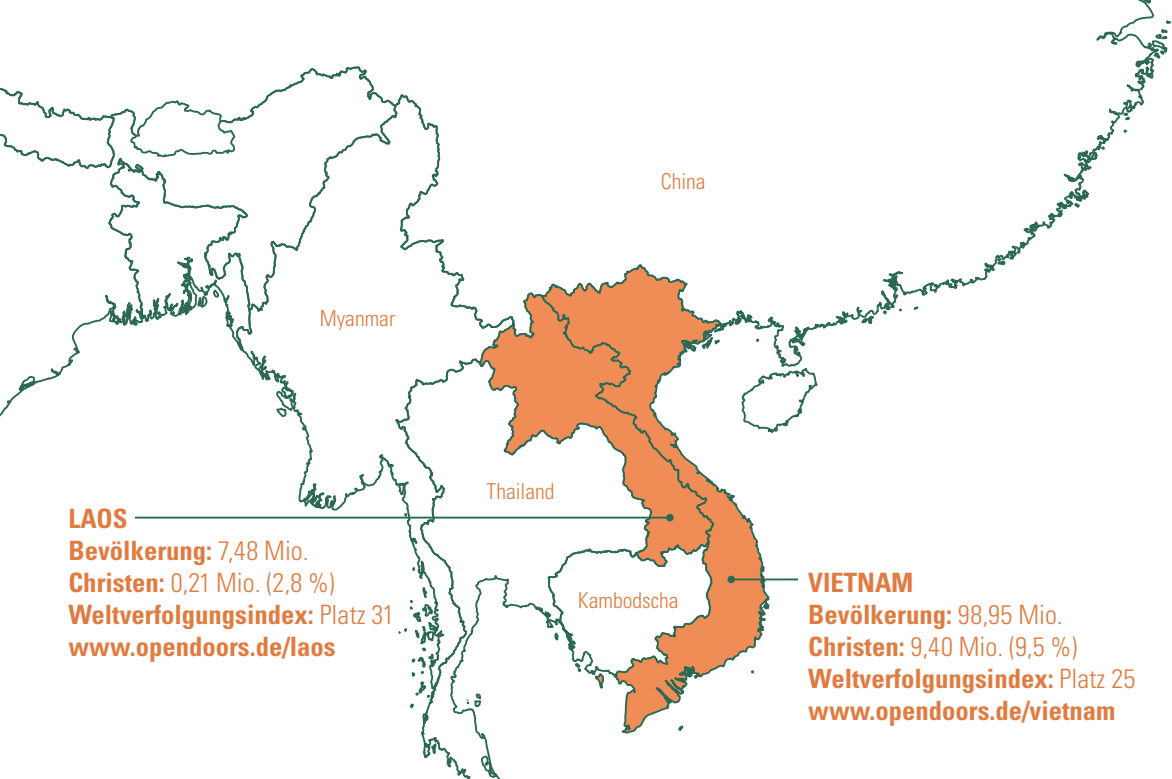 China
Myanmar
Thailand
LAOS
Bevölkerung: 7,48 Mio.
Christen: 0,21 Mio. (2,8 %)
Weltverfolgungsindex: Platz 31
www.opendoors.de/laos
Kambodscha
VIETNAM
Bevölkerung: 98,95 Mio.
Christen: 9,40 Mio. (9,5 %)
Weltverfolgungsindex: Platz 25
www.opendoors.de/vietnam